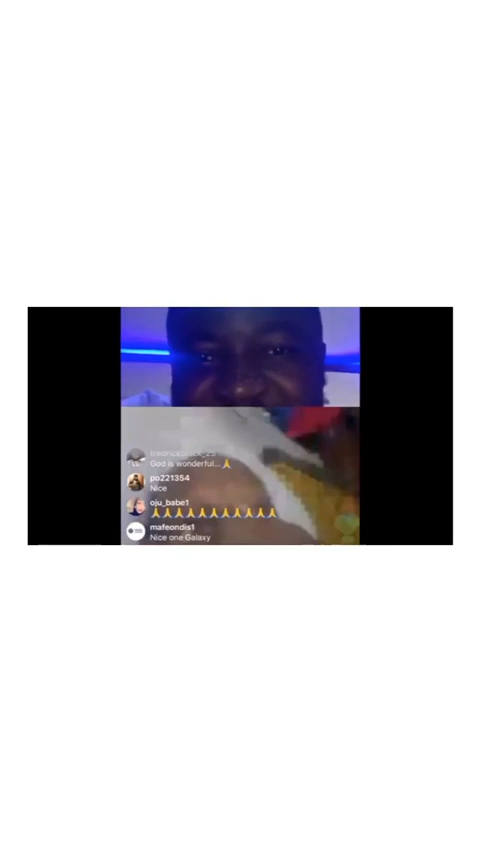 God is wonderful... 🙏
po221354
Nice
oju_babe1
🙏🙏🙏🙏🙏🙏🙏🙏🙏🙏🙏
mafeondis1
Nice one Galaxy